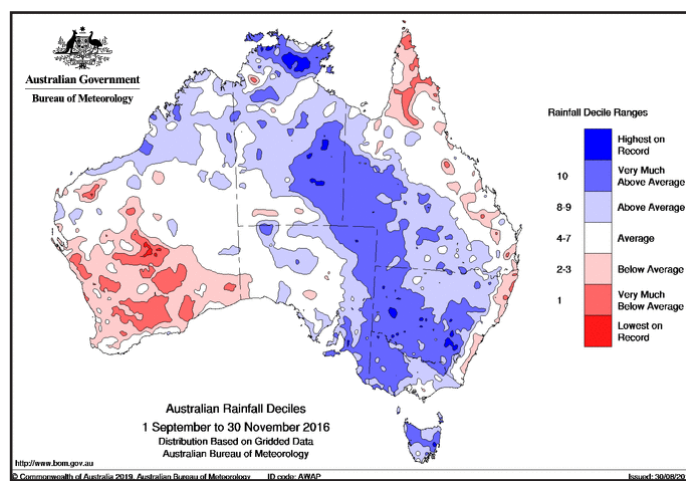 Australian Government
Bureau of Meteorology
Rainfall Decile Ranges
Highest on
Record
10
Very Much
Above Average
8-9
Above Average
4-7
Average
2-3
Below Average
1
Very Much
Below Average
Lowest on
Record
Australian Rainfall Deciles
1 September to 30 November 2016
Distribution Based on Gridded Data
Australian Bureau of Meteorology
http://www.bom.gov.au
© Commonwealth of Australia 2019, Australian Bureau of Meteorology
ID code: AWAP
Issued: 30/08/20